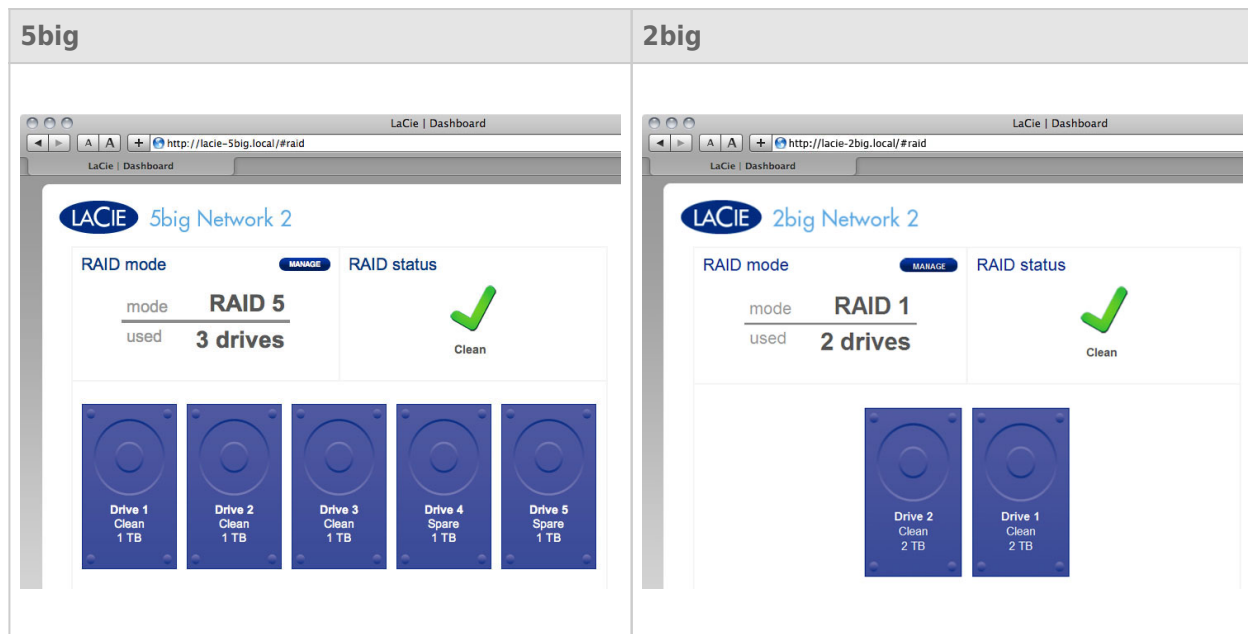 5big
2big
LaCie | Dashboard
A A + http://lacie-5big.local/#raid
LaCie | Dashboard
LACIE 5big Network 2
RAID mode MANAGE RAID status
mode RAID 5
used 3 drives
Clean
Drive 1 Drive 2 Drive 3 Drive 4 Drive 5
Clean Clean Clean Spare Spare
1 TB 1 TB 1 TB 1 TB 1 TB
LaCie | Dashboard
A A + http://lacie-2big.local/#raid
LaCie | Dashboard
LACIE 2big Network 2
RAID mode MANAGE RAID status
mode RAID 1
used 2 drives
Clean
Drive 2 Drive 1
Clean Clean
2 TB 2 TB